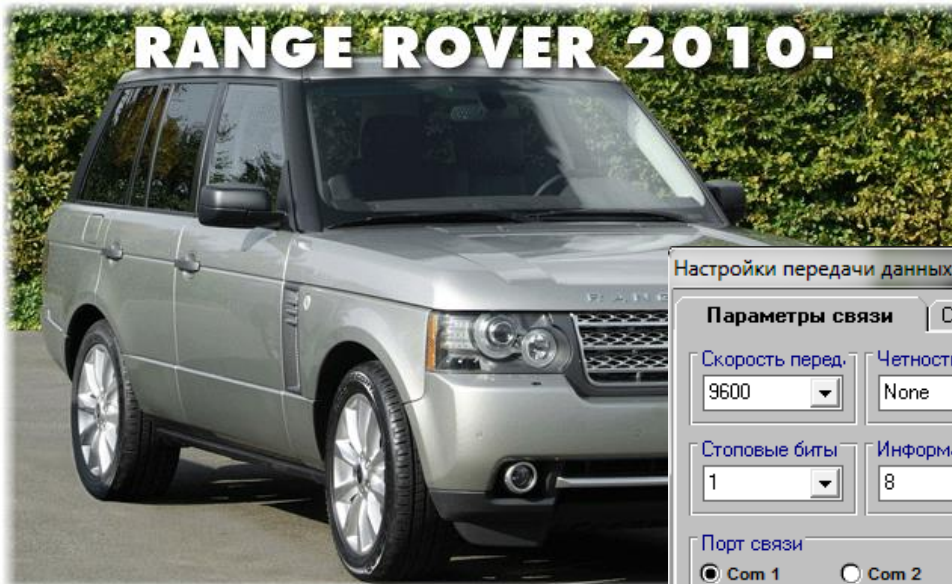 RANGE ROVER 2010-
Настройки передачи данных
Параметры связи
Скорость перед.
9600
None
Стоповые биты
1
8
Порт связи
Com 1
Com 2